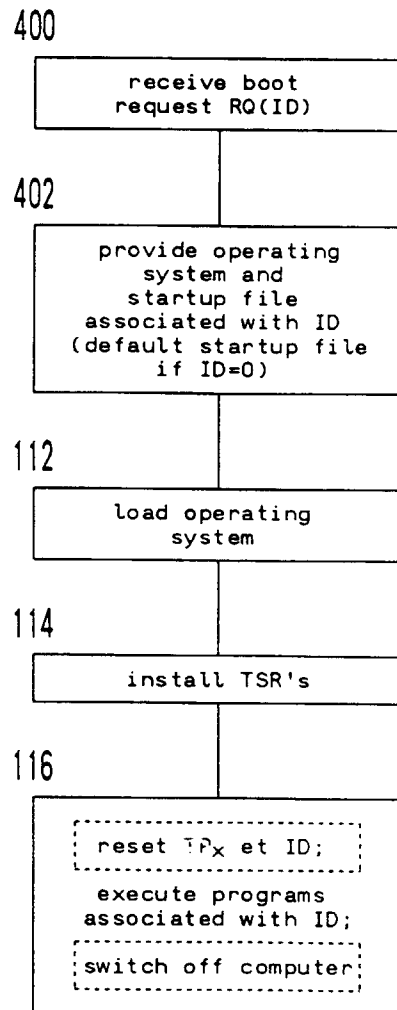 400
receive boot
request RQ(ID)
402
provide operating
system and
startup file
associated with ID
(default startup file
if ID=0)
112
load operating
system
114
install TSR's
116
reset et ID;
execute programs
associated with ID;
switch off computer